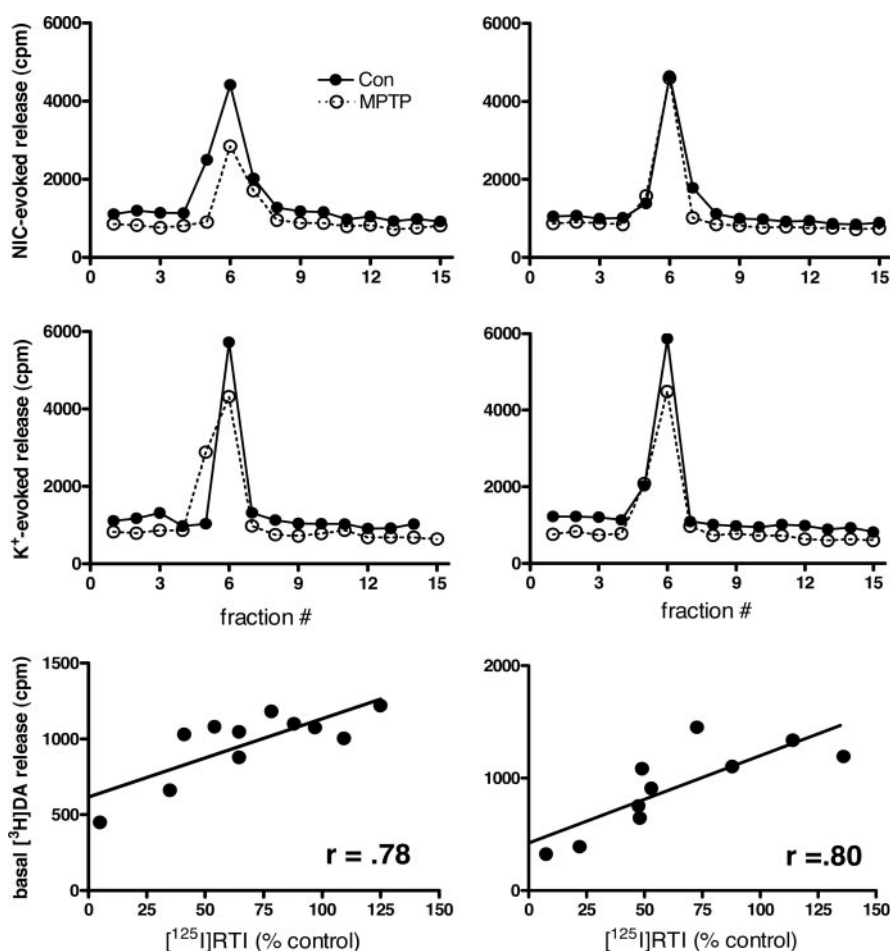 NIC-evoked release (cpm)
6000
4000
2000
0
0 3 6 9 12 15
Con
MPTP
6000
4000
2000
0
0 3 6 9 12 15
K+-evoked release (cpm)
6000
4000
2000
0
0 3 6 9 12 15
fraction #
6000
4000
2000
0
0 3 6 9 12 15
fraction #
basal [³H]DA release (cpm)
1500
1000
500
0
0 25 50 75 100 125
r = .78
[¹²⁵I]RTI (% control)
2000
1000
0
0 50 100 150
r =.80
[¹²⁵I]RTI (% control)